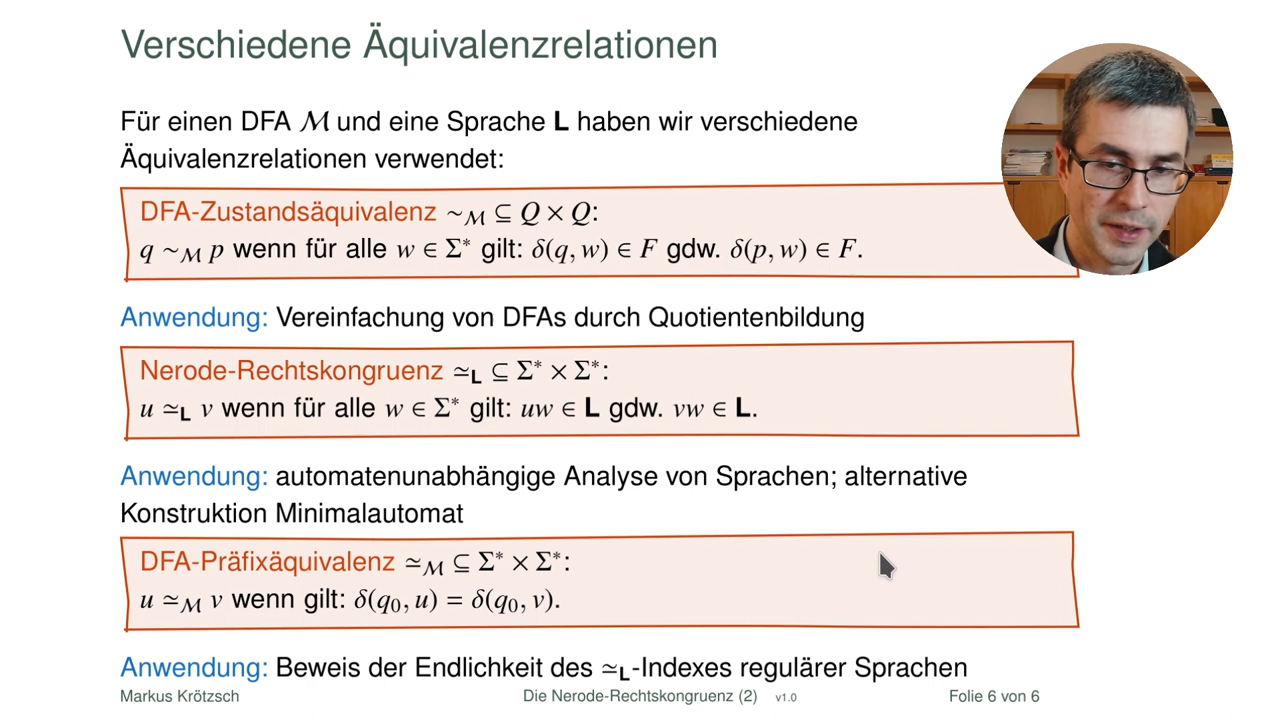 Verschiedene Äquivalenzrelationen
Für einen DFA ℳ und eine Sprache L haben wir verschiedene
Äquivalenzrelationen verwendet:
DFA-Zustandsäquivalenz ∼ℳ ⊆ Q × Q:
q ∼ℳ p wenn für alle w ∈ Σ* gilt: δ(q, w) ∈ F gdw. δ(p, w) ∈ F.
Anwendung: Vereinfachung von DFAs durch Quotientenbildung
Nerode-Rechtskongruenz ≃L ⊆ Σ* × Σ*:
u ≃L v wenn für alle w ∈ Σ* gilt: uw ∈ L gdw. vw ∈ L.
Anwendung: automatenunabhängige Analyse von Sprachen; alternative
Konstruktion Minimalautomat
DFA-Präfixäquivalenz ≃ℳ ⊆ Σ* × Σ*:
u ≃ℳ v wenn gilt: δ(q₀, u) = δ(q₀, v).
Anwendung: Beweis der Endlichkeit des ≃L-Indexes regulärer Sprachen
Markus Krötzsch Die Nerode-Rechtskongruenz (2) v1.0 Folie 6 von 6